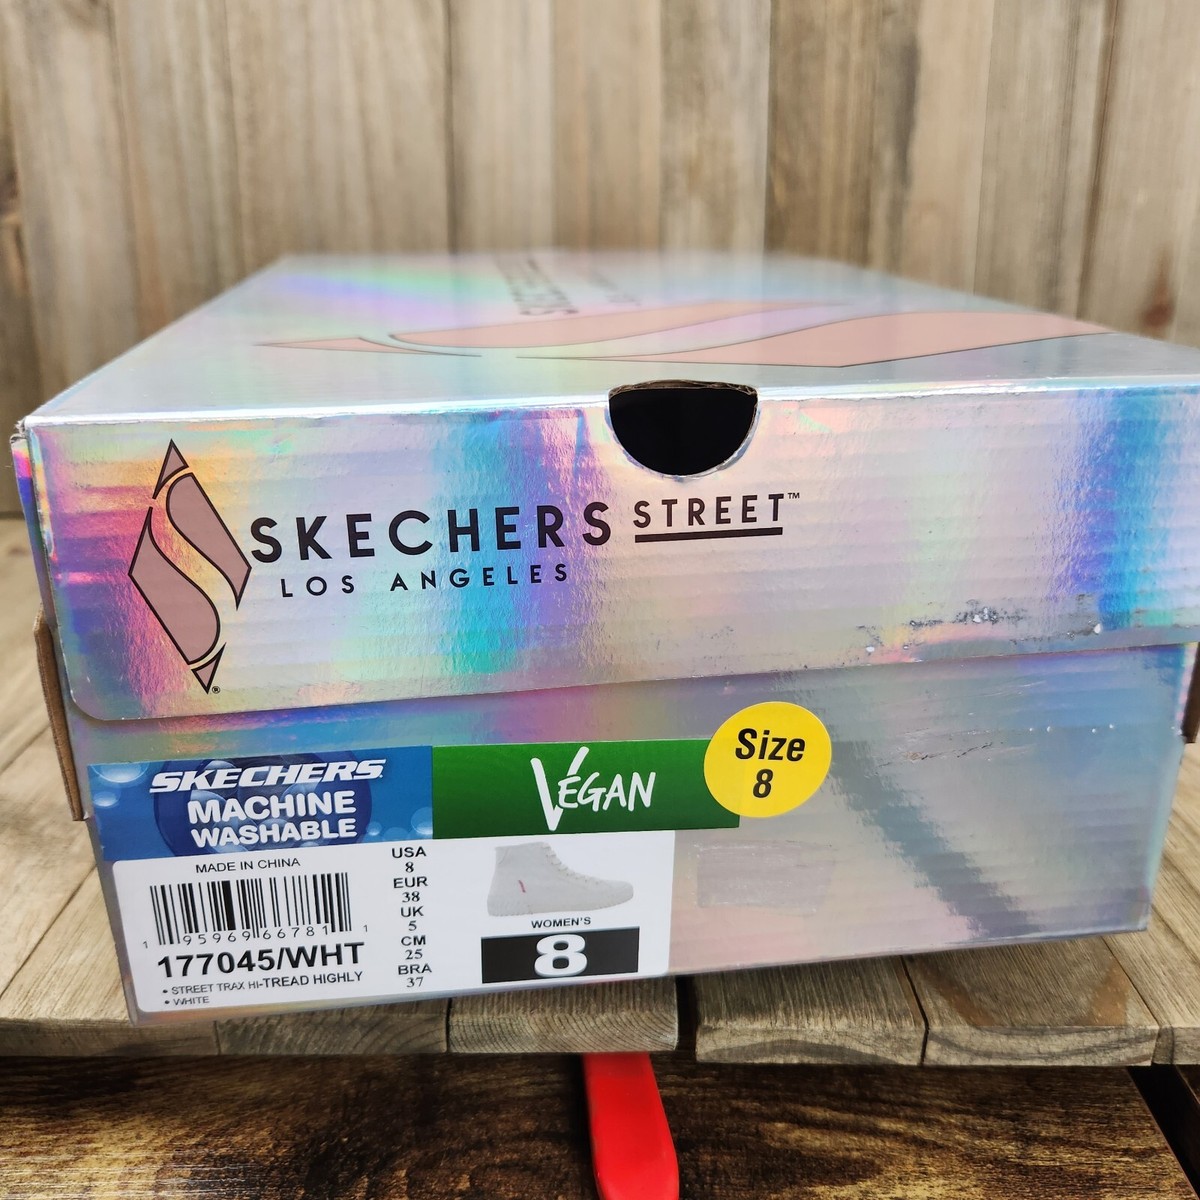 SKECHERS STREET™
LOS ANGELES
®
SKECHERS
MACHINE
WASHABLE
VEGAN
Size
8
MADE IN CHINA
1 95969 66781 1
177045/WHT
• STREET TRAX HI-TREAD HIGHLY
• WHITE
USA
8
EUR
38
UK
5
CM
25
BRA
37
WOMEN'S
8